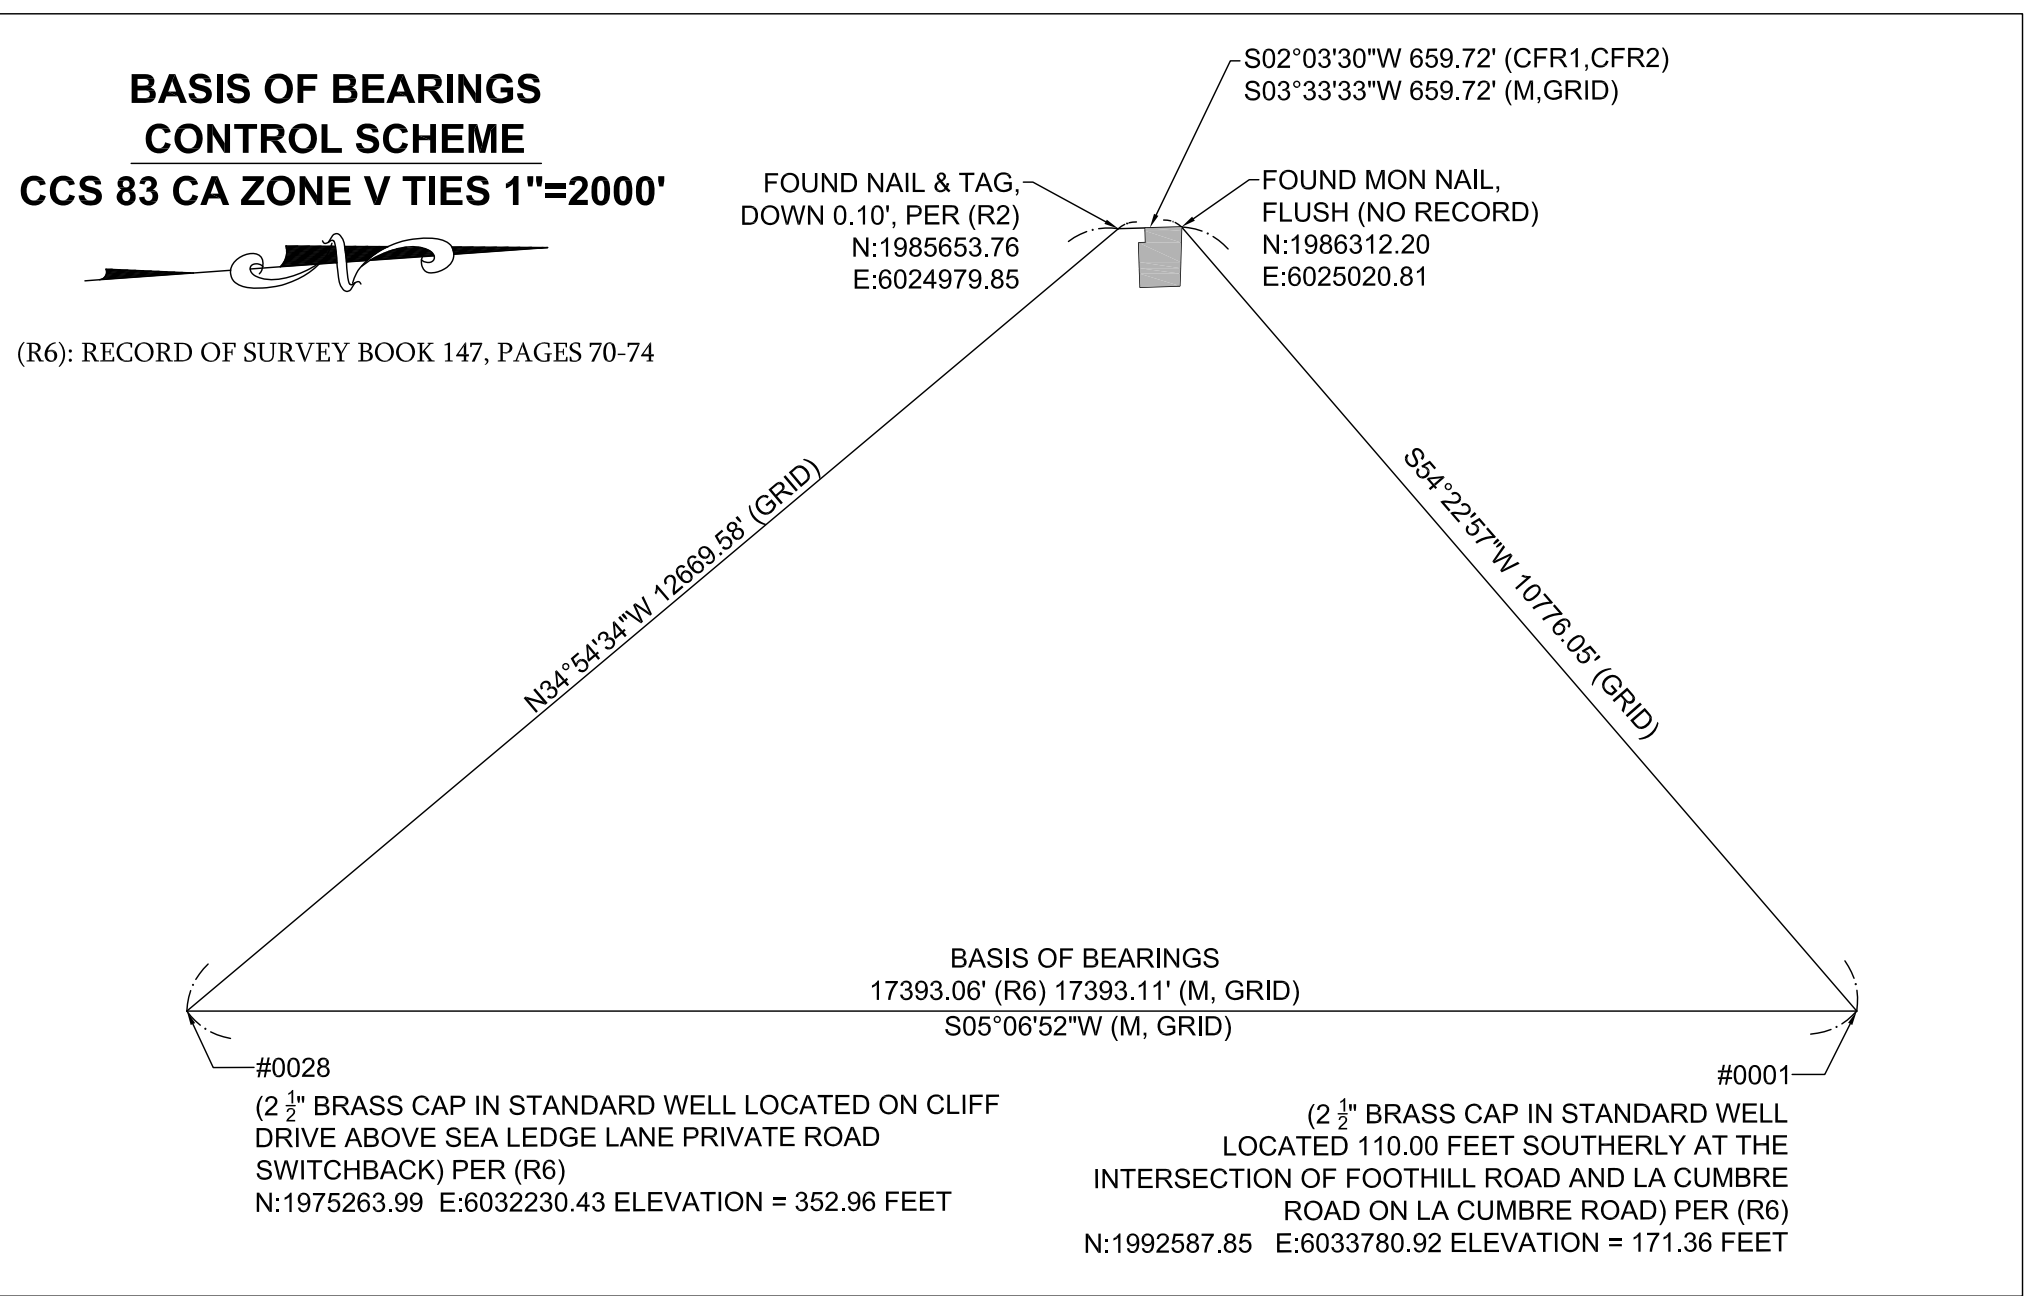 BASIS OF BEARINGS
CONTROL SCHEME
CCS 83 CA ZONE V TIES 1"=2000'
(R6): RECORD OF SURVEY BOOK 147, PAGES 70-74
S02°03'30"W 659.72' (CFR1,CFR2)
S03°33'33"W 659.72' (M,GRID)
FOUND NAIL & TAG,
DOWN 0.10', PER (R2)
N:1985653.76
E:6024979.85
FOUND MON NAIL,
FLUSH (NO RECORD)
N:1986312.20
E:6025020.81
N34°54'34"W 12669.58' (GRID)
S54°22'57"W 10776.05' (GRID)
BASIS OF BEARINGS
17393.06' (R6) 17393.11' (M, GRID)
S05°06'52"W (M, GRID)
#0028
(2 1/2" BRASS CAP IN STANDARD WELL LOCATED ON CLIFF
DRIVE ABOVE SEA LEDGE LANE PRIVATE ROAD
SWITCHBACK) PER (R6)
N:1975263.99 E:6032230.43 ELEVATION = 352.96 FEET
#0001
(2 1/2" BRASS CAP IN STANDARD WELL
LOCATED 110.00 FEET SOUTHERLY AT THE
INTERSECTION OF FOOTHILL ROAD AND LA CUMBRE
ROAD ON LA CUMBRE ROAD) PER (R6)
N:1992587.85 E:6033780.92 ELEVATION = 171.36 FEET